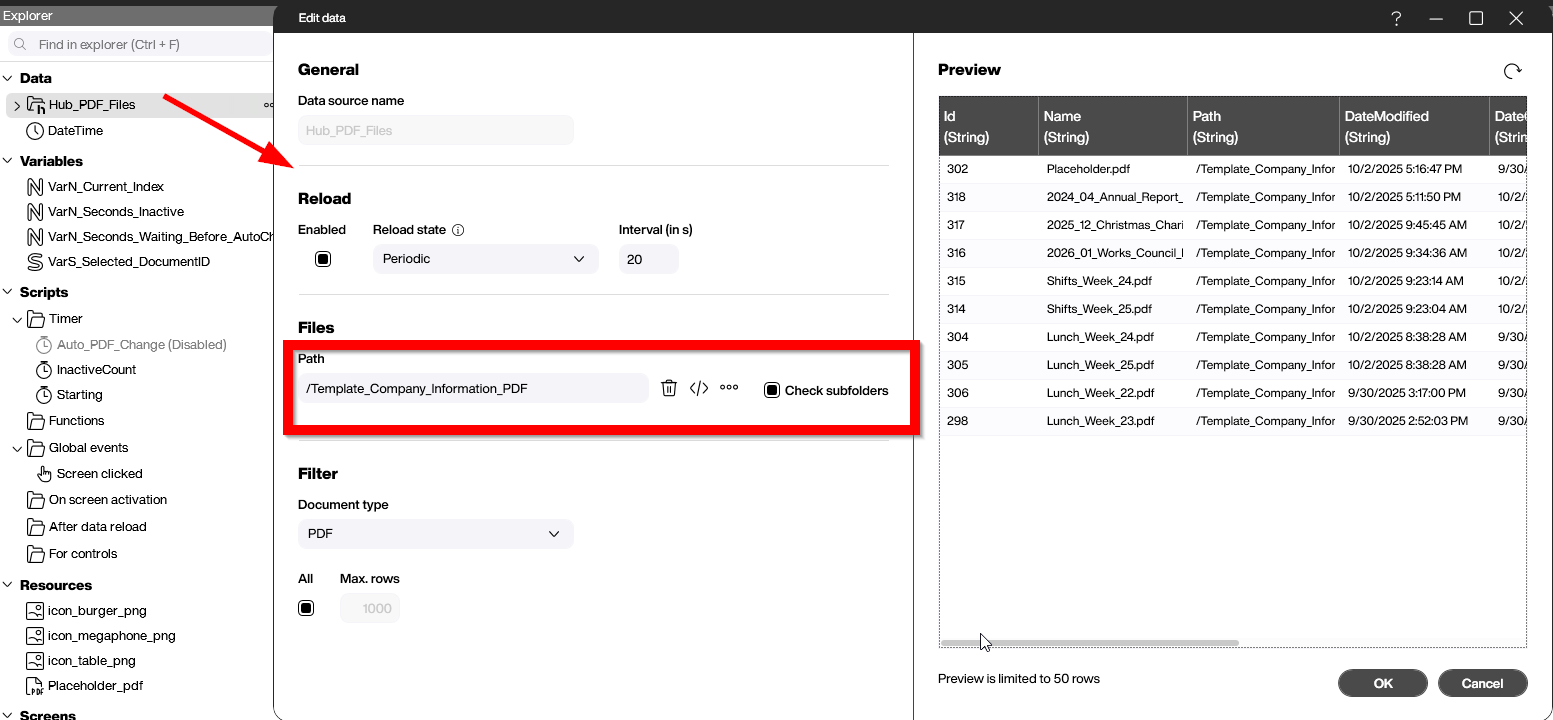 Explorer
Find in explorer (Ctrl + F)
Data
Hub_PDF_Files
DateTime
Variables
VarN_Current_Index
VarN_Seconds_Inactive
VarN_Seconds_Waiting_Before_AutoCh
VarS_Selected_DocumentID
Scripts
Timer
Auto_PDF_Change (Disabled)
InactiveCount
Starting
Functions
Global events
Screen clicked
On screen activation
After data reload
For controls
Resources
icon_burger_png
icon_megaphone_png
icon_table_png
Placeholder_pdf
Screens
Edit data
General
Data source name
Hub_PDF_Files
Reload
Enabled Reload state Interval (in s)
Periodic 20
Files
Path
/Template_Company_Information_PDF Check subfolders
Filter
Document type
PDF
All Max. rows
1000
Preview
Id Name Path DateModified Date
(String) (String) (String) (String) (Strin
302 Placeholder.pdf /Template_Company_Infor 10/2/2025 5:16:47 PM 9/30/
318 2024_04_Annual_Report_ /Template_Company_Infor 10/2/2025 5:11:50 PM 10/2/
317 2025_12_Christmas_Chari /Template_Company_Infor 10/2/2025 9:45:45 AM 10/2/
316 2026_01_Works_Council_ /Template_Company_Infor 10/2/2025 9:34:36 AM 10/2/
315 Shifts_Week_24.pdf /Template_Company_Infor 10/2/2025 9:23:14 AM 10/2/
314 Shifts_Week_25.pdf /Template_Company_Infor 10/2/2025 9:23:04 AM 10/2/
304 Lunch_Week_24.pdf /Template_Company_Infor 10/2/2025 8:38:28 AM 9/30/
305 Lunch_Week_25.pdf /Template_Company_Infor 10/2/2025 8:38:28 AM 9/30/
306 Lunch_Week_22.pdf /Template_Company_Infor 9/30/2025 3:17:00 PM 9/30/
298 Lunch_Week_23.pdf /Template_Company_Infor 9/30/2025 2:52:03 PM 9/30/
Preview is limited to 50 rows
OK Cancel